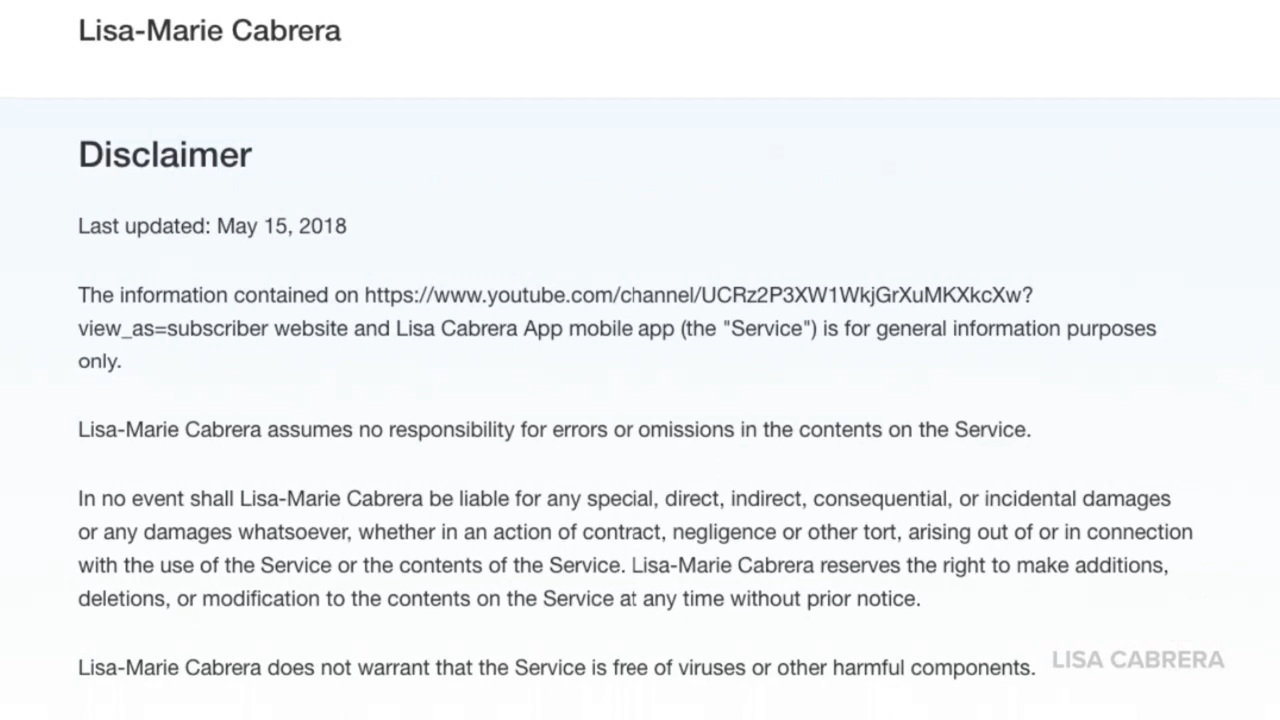 Lisa-Marie Cabrera
Disclaimer
Last updated: May 15, 2018
The information contained on https://www.youtube.com/channel/UCRz2P3XW1WkjGrXuMKXkcXw?
view_as=subscriber website and Lisa Cabrera App mobile app (the "Service") is for general information purposes
only.
Lisa-Marie Cabrera assumes no responsibility for errors or omissions in the contents on the Service.
In no event shall Lisa-Marie Cabrera be liable for any special, direct, indirect, consequential, or incidental damages
or any damages whatsoever, whether in an action of contract, negligence or other tort, arising out of or in connection
with the use of the Service or the contents of the Service. Lisa-Marie Cabrera reserves the right to make additions,
deletions, or modification to the contents on the Service at any time without prior notice.
Lisa-Marie Cabrera does not warrant that the Service is free of viruses or other harmful components.
LISA CABRERA